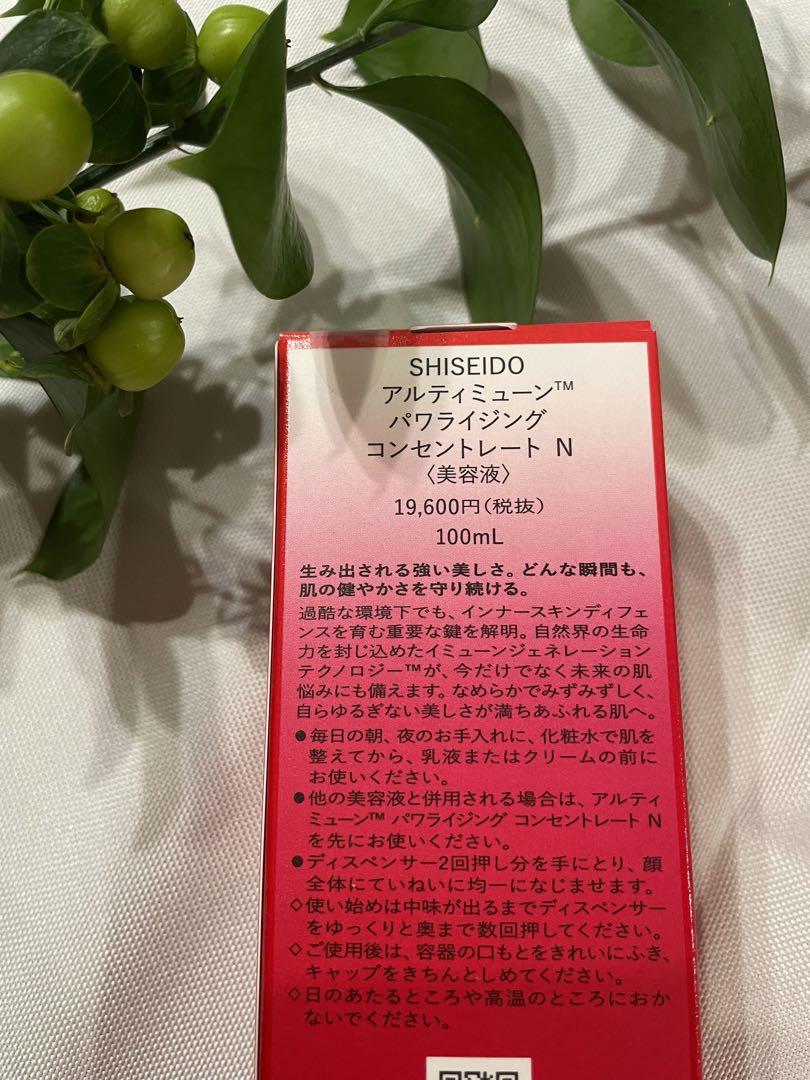 SHISEIDO
アルティミューン™
パワライジング
コンセントレート N
〈美容液〉
19,600円（税抜）
100mL
生み出される強い美しさ。どんな瞬間も、
肌の健やかさを守り続ける。
過酷な環境下でも、インナースキンディフェ
ンスを育む重要な鍵を解明。自然界の生命
力を封じ込めたイミューンジェネレーション
テクノロジー™が、今だけでなく未来の肌
悩みにも備えます。なめらかでみずみずしく、
自らゆるぎない美しさが満ちあふれる肌へ。
●毎日の朝、夜のお手入れに、化粧水で肌を
整えてから、乳液またはクリームの前に
お使いください。
●他の美容液と併用される場合は、アルティ
ミューン™ パワライジング コンセントレート N
を先にお使いください。
●ディスペンサー2回押し分を手にとり、顔
全体にていねいに均一になじませます。
◇使い始めは中味が出るまでディスペンサー
をゆっくりと奥まで数回押してください。
◇ご使用後は、容器の口もとをきれいにふき、
キャップをきちんとしめてください。
◇日のあたるところや高温のところにおか
ないでください。